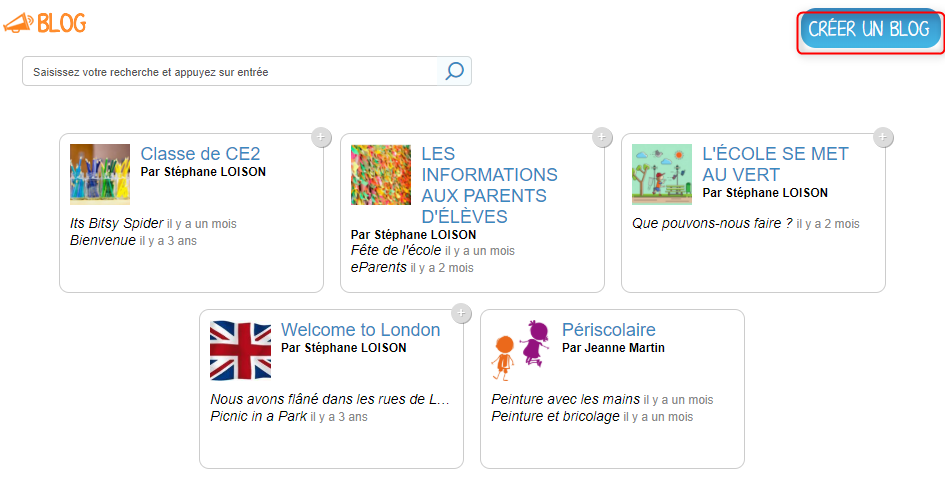 BLOG
CRÉER UN BLOG
Saisissez votre recherche et appuyez sur entrée
+
Classe de CE2
Par Stéphane LOISON
Its Bitsy Spider il y a un mois
Bienvenue il y a 3 ans
+
LES
INFORMATIONS
AUX PARENTS
D'ÉLÈVES
Par Stéphane LOISON
Fête de l'école il y a un mois
eParents il y a 2 mois
+
L'ÉCOLE SE MET
AU VERT
Par Stéphane LOISON
Que pouvons-nous faire ? il y a 2 mois
+
Welcome to London
Par Stéphane LOISON
Nous avons flâné dans les rues de L...
Picnic in a Park il y a 3 ans
Périscolaire
Par Jeanne Martin
Peinture avec les mains il y a un mois
Peinture et bricolage il y a un mois